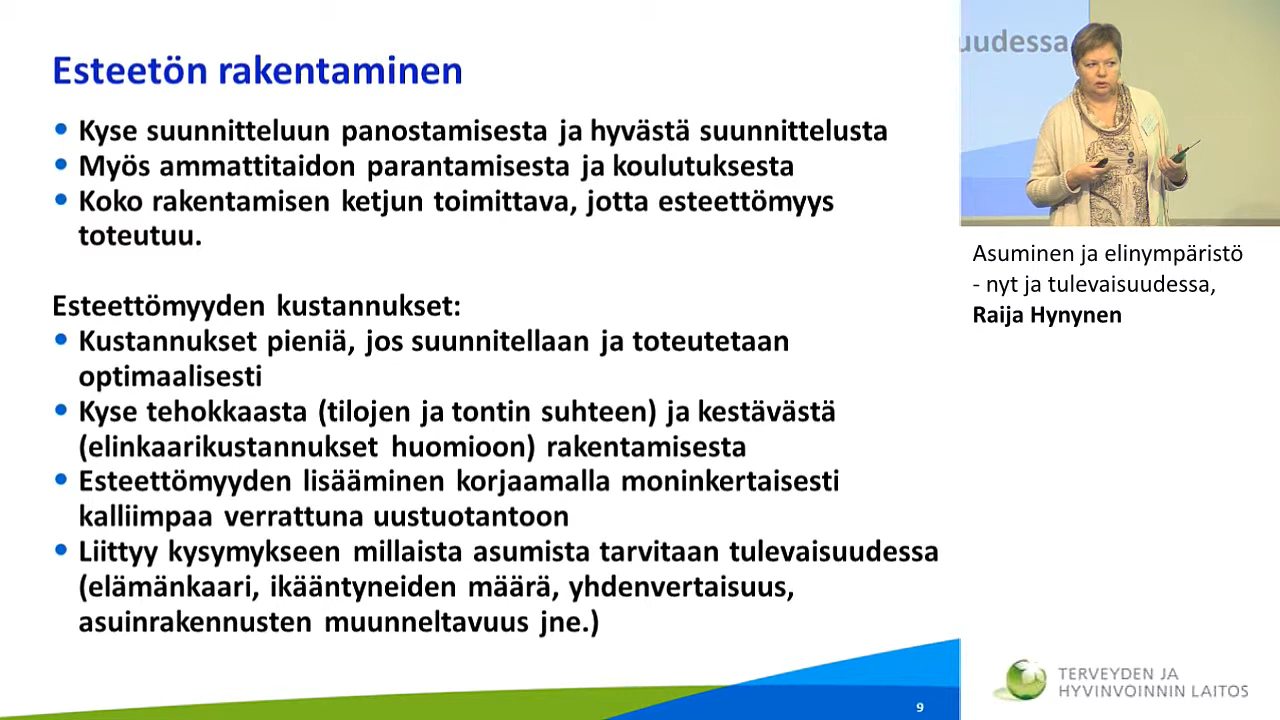 Esteetön rakentaminen
• Kyse suunnitteluun panostamisesta ja hyvästä suunnittelusta
• Myös ammattitaidon parantamisesta ja koulutuksesta
• Koko rakentamisen ketjun toimittava, jotta esteettömyys
toteutuu.
Esteettömyyden kustannukset:
• Kustannukset pieniä, jos suunnitellaan ja toteutetaan
optimaalisesti
• Kyse tehokkaasta (tilojen ja tontin suhteen) ja kestävästä
(elinkaarikustannukset huomioon) rakentamisesta
• Esteettömyyden lisääminen korjaamalla moninkertaisesti
kalliimpaa verrattuna uustuotantoon
• Liittyy kysymykseen millaista asumista tarvitaan tulevaisuudessa
(elämänkaari, ikääntyneiden määrä, yhdenvertaisuus,
asuinrakennusten muunneltavuus jne.)
9
uudessa
Asuminen ja elinympäristö
- nyt ja tulevaisuudessa,
Raija Hynynen
TERVEYDEN JA
HYVINVOINNIN LAITOS